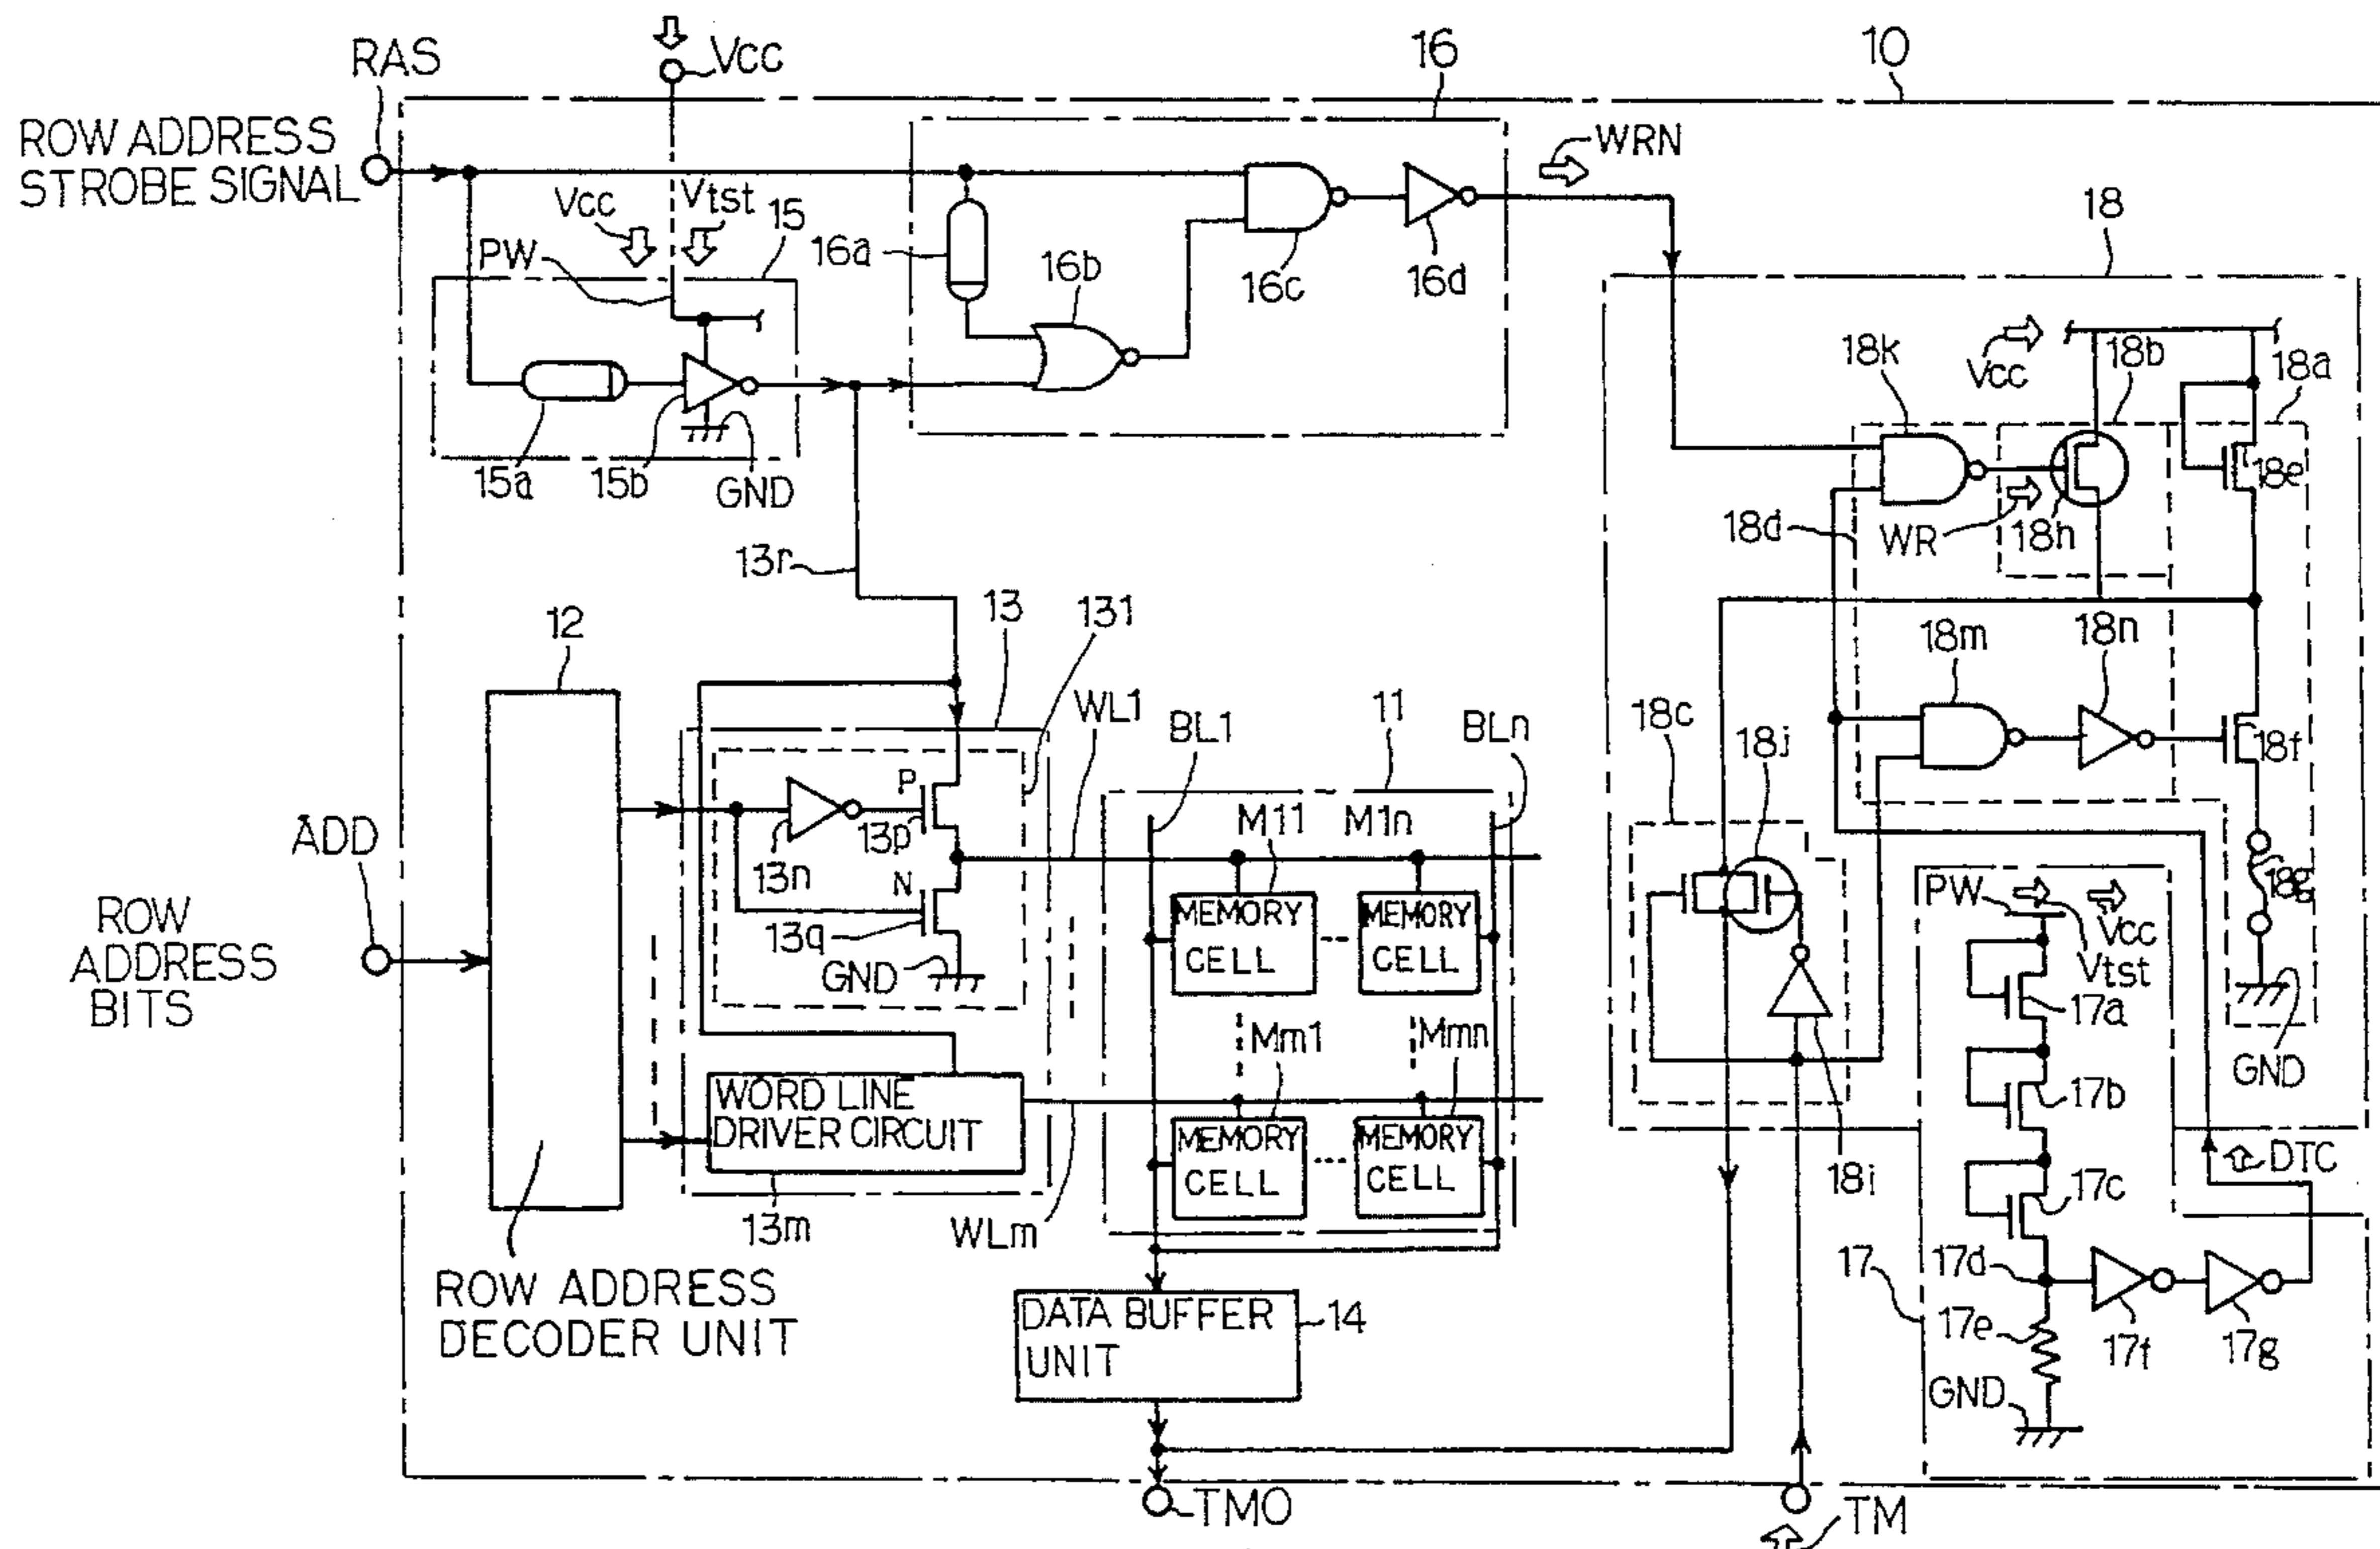 RAS
Vcc
16
10
ROW ADDRESS
STROBE SIGNAL
WRN
Vcc
Vtst
15
PW
16a
16b
16c
16d
18
15a
15b
GND
18k
Vcc
18b
18a
18e
18d
WR
18h
13r
12
13
131
18m
18n
WL1
BL1
11
BLn
18c
18j
18f
P
13n
13p
M11
M1n
ADD
ROW
ADDRESS
BITS
N
13q
GND
MEMORY
CELL
MEMORY
CELL
PW
Vcc
Vtst
18g
17a
Mm1
Mmn
17b
GND
WORD LINE
DRIVER CIRCUIT
MEMORY
CELL
MEMORY
CELL
18i
DTC
17c
13m
WLm
ROW ADDRESS
DECODER UNIT
DATA BUFFER
UNIT
14
17
17d
17e
17f
17g
GND
TMO
TM